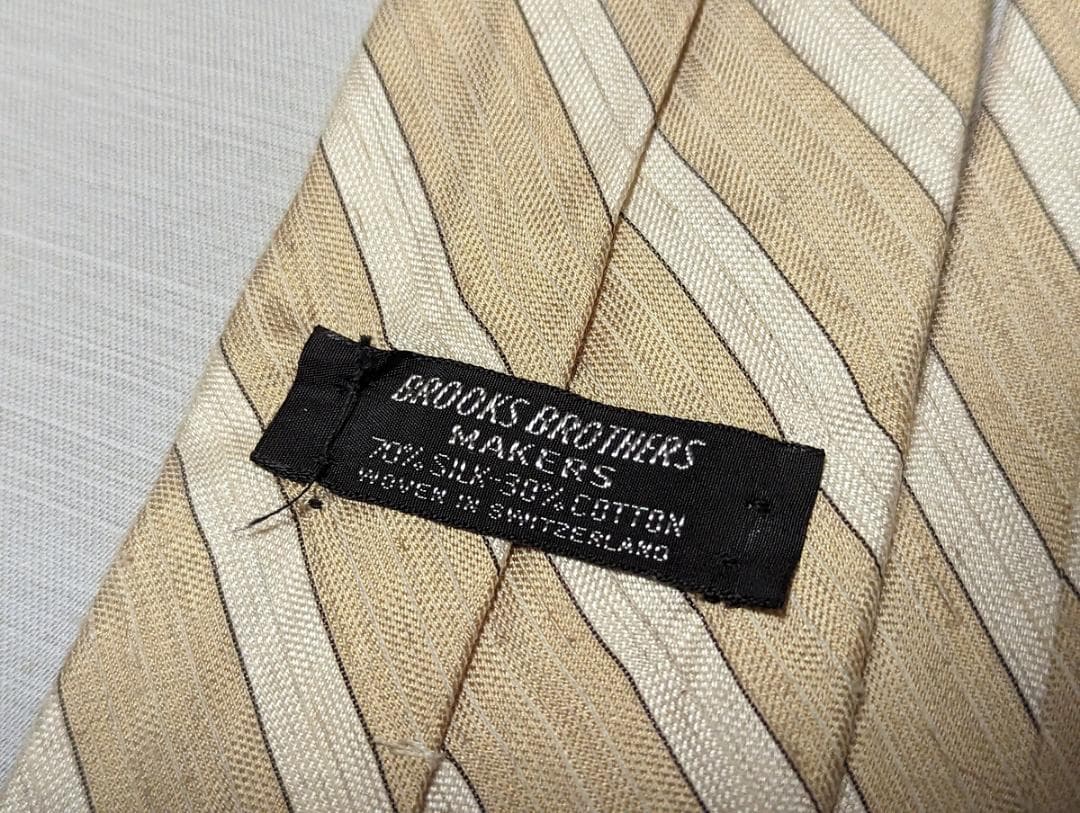 BROOKS BROTHERS
MAKERS
70% SILK-30% COTTON
WOVEN IN SWITZERLAND